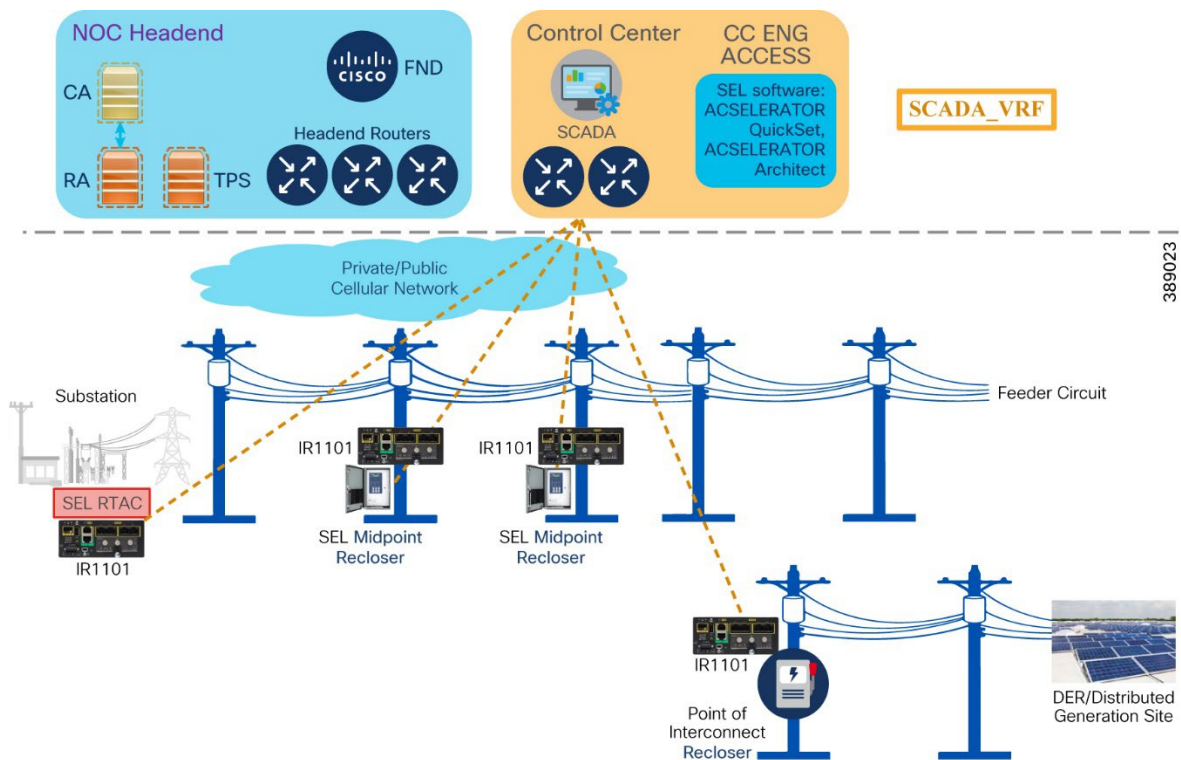 NOC Headend
CA
RA
TPS
CISCO
FND
Headend Routers
Control Center
SCADA
CC ENG
ACCESS
SEL software:
ACSELERATOR
QuickSet,
ACSELERATOR
Architect
SCADA_VRF
389023
Private/Public
Cellular Network
Substation
Feeder Circuit
SEL RTAC
IR1101
IR1101
SEL Midpoint
Recloser
IR1101
SEL Midpoint
Recloser
IR1101
Point of
Interconnect
Recloser
DER/Distributed
Generation Site